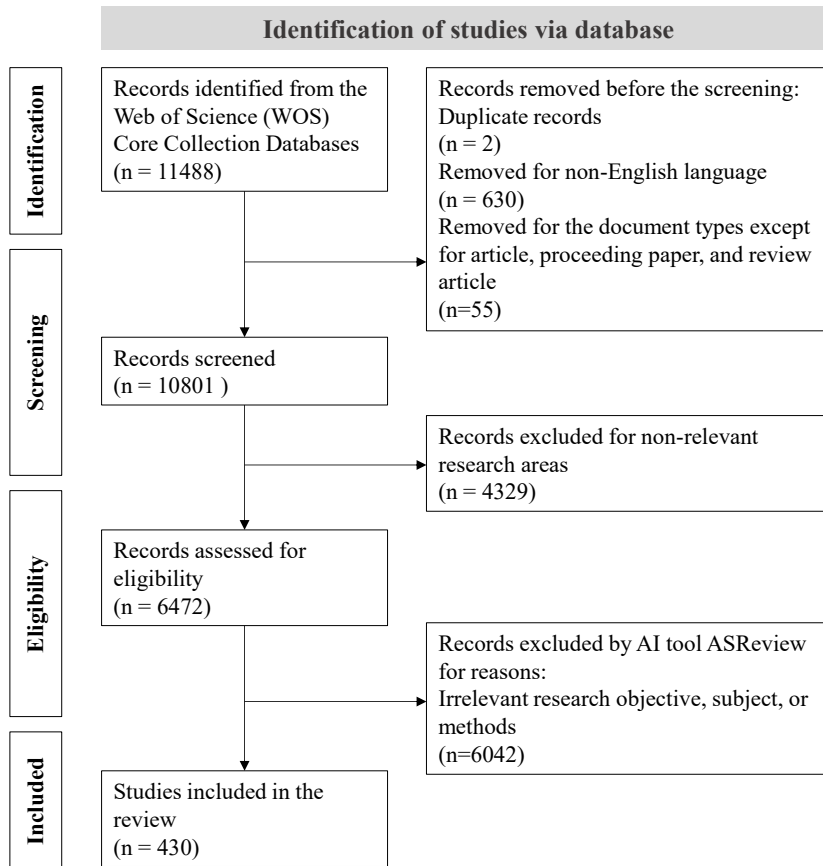 Identification of studies via database
Identification
Records identified from the
Web of Science (WOS)
Core Collection Databases
(n = 11488)
Records removed before the screening:
Duplicate records
(n = 2)
Removed for non-English language
(n = 630)
Removed for the document types except
for article, proceeding paper, and review
article
(n=55)
Screening
Records screened
(n = 10801 )
Records excluded for non-relevant
research areas
(n = 4329)
Eligibility
Records assessed for
eligibility
(n = 6472)
Records excluded by AI tool ASReview
for reasons:
Irrelevant research objective, subject, or
methods
(n=6042)
Included
Studies included in the
review
(n = 430)